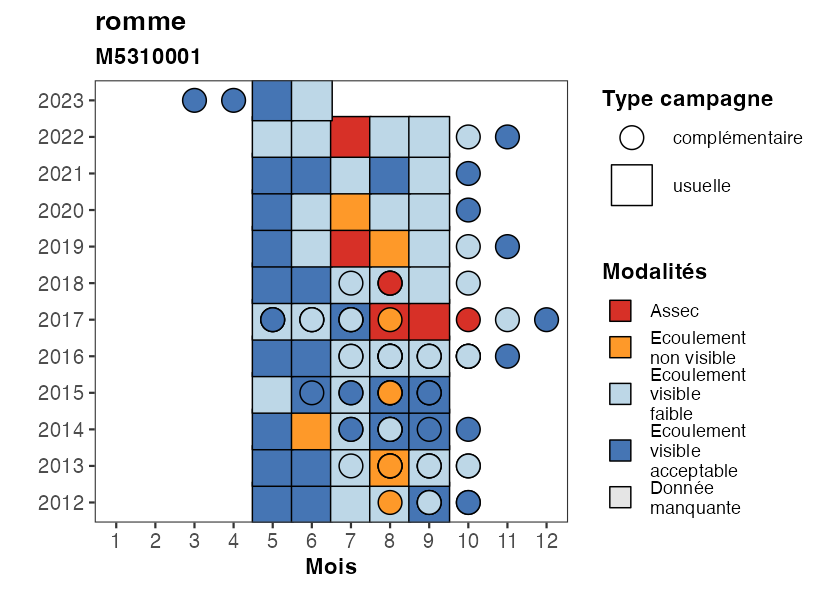 romme
M5310001
2023
2022
2021
2020
2019
2018
2017
2016
2015
2014
2013
2012
1 2 3 4 5 6 7 8 9 10 11 12
Mois
Type campagne
complémentaire
usuelle
Modalités
Assec
Ecoulement
non visible
Ecoulement
visible
faible
Ecoulement
visible
acceptable
Donnée
manquante